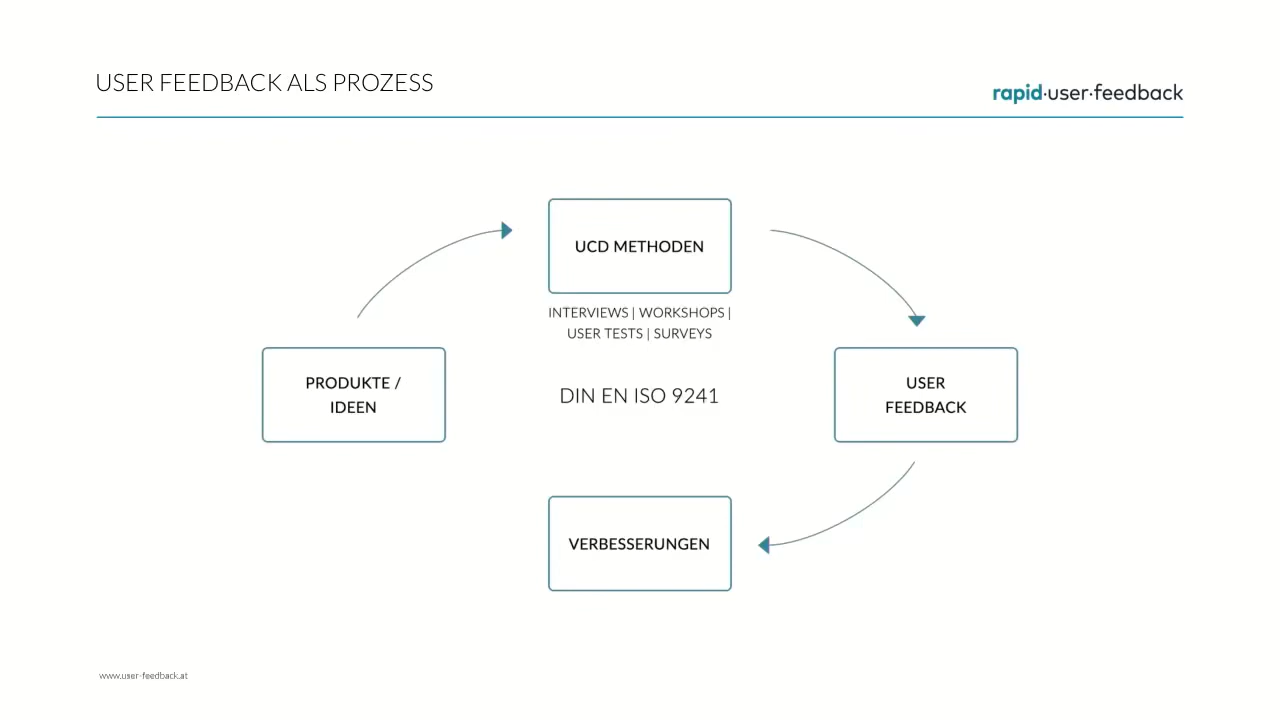 USER FEEDBACK ALS PROZESS
rapid·user·feedback
UCD METHODEN
INTERVIEWS | WORKSHOPS |
USER TESTS | SURVEYS
PRODUKTE /
IDEEN
DIN EN ISO 9241
USER
FEEDBACK
VERBESSERUNGEN
www.user-feedback.at